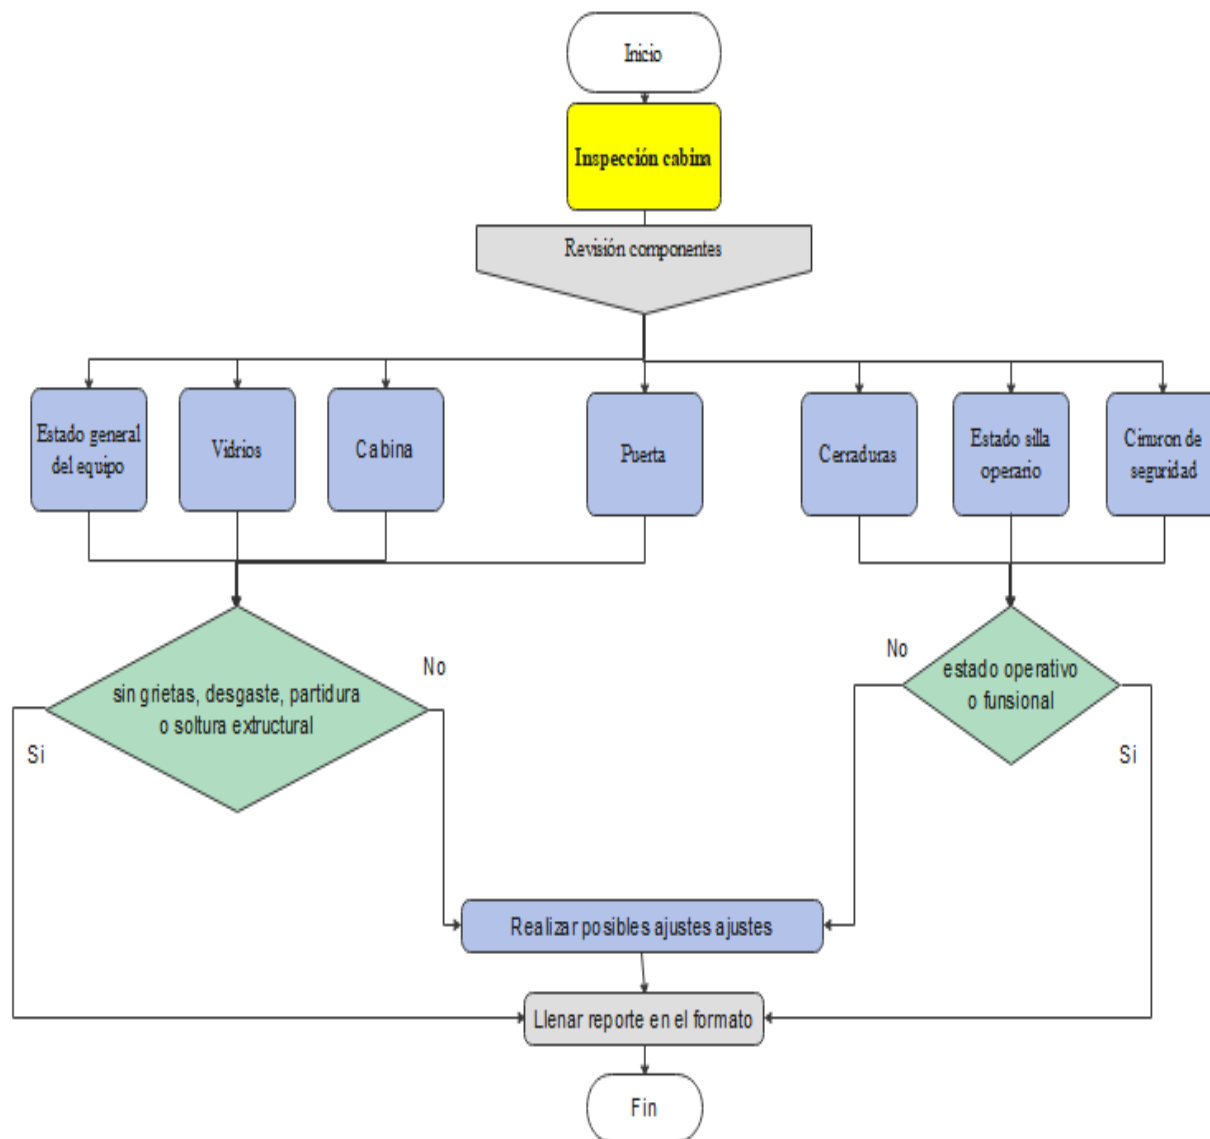 Inicio
Inspección cabina
Revisión componentes
Estado general
del equipo
Vidrios
Cabina
Puerta
Cerraduras
Estado silla
operario
Cinuron de
seguridad
sin grietas, desgaste, partidura
o soltura extructural
No
Si
No
estado operativo
o funsional
Si
Realizar posibles ajustes ajustes
Llenar reporte en el formato
Fin